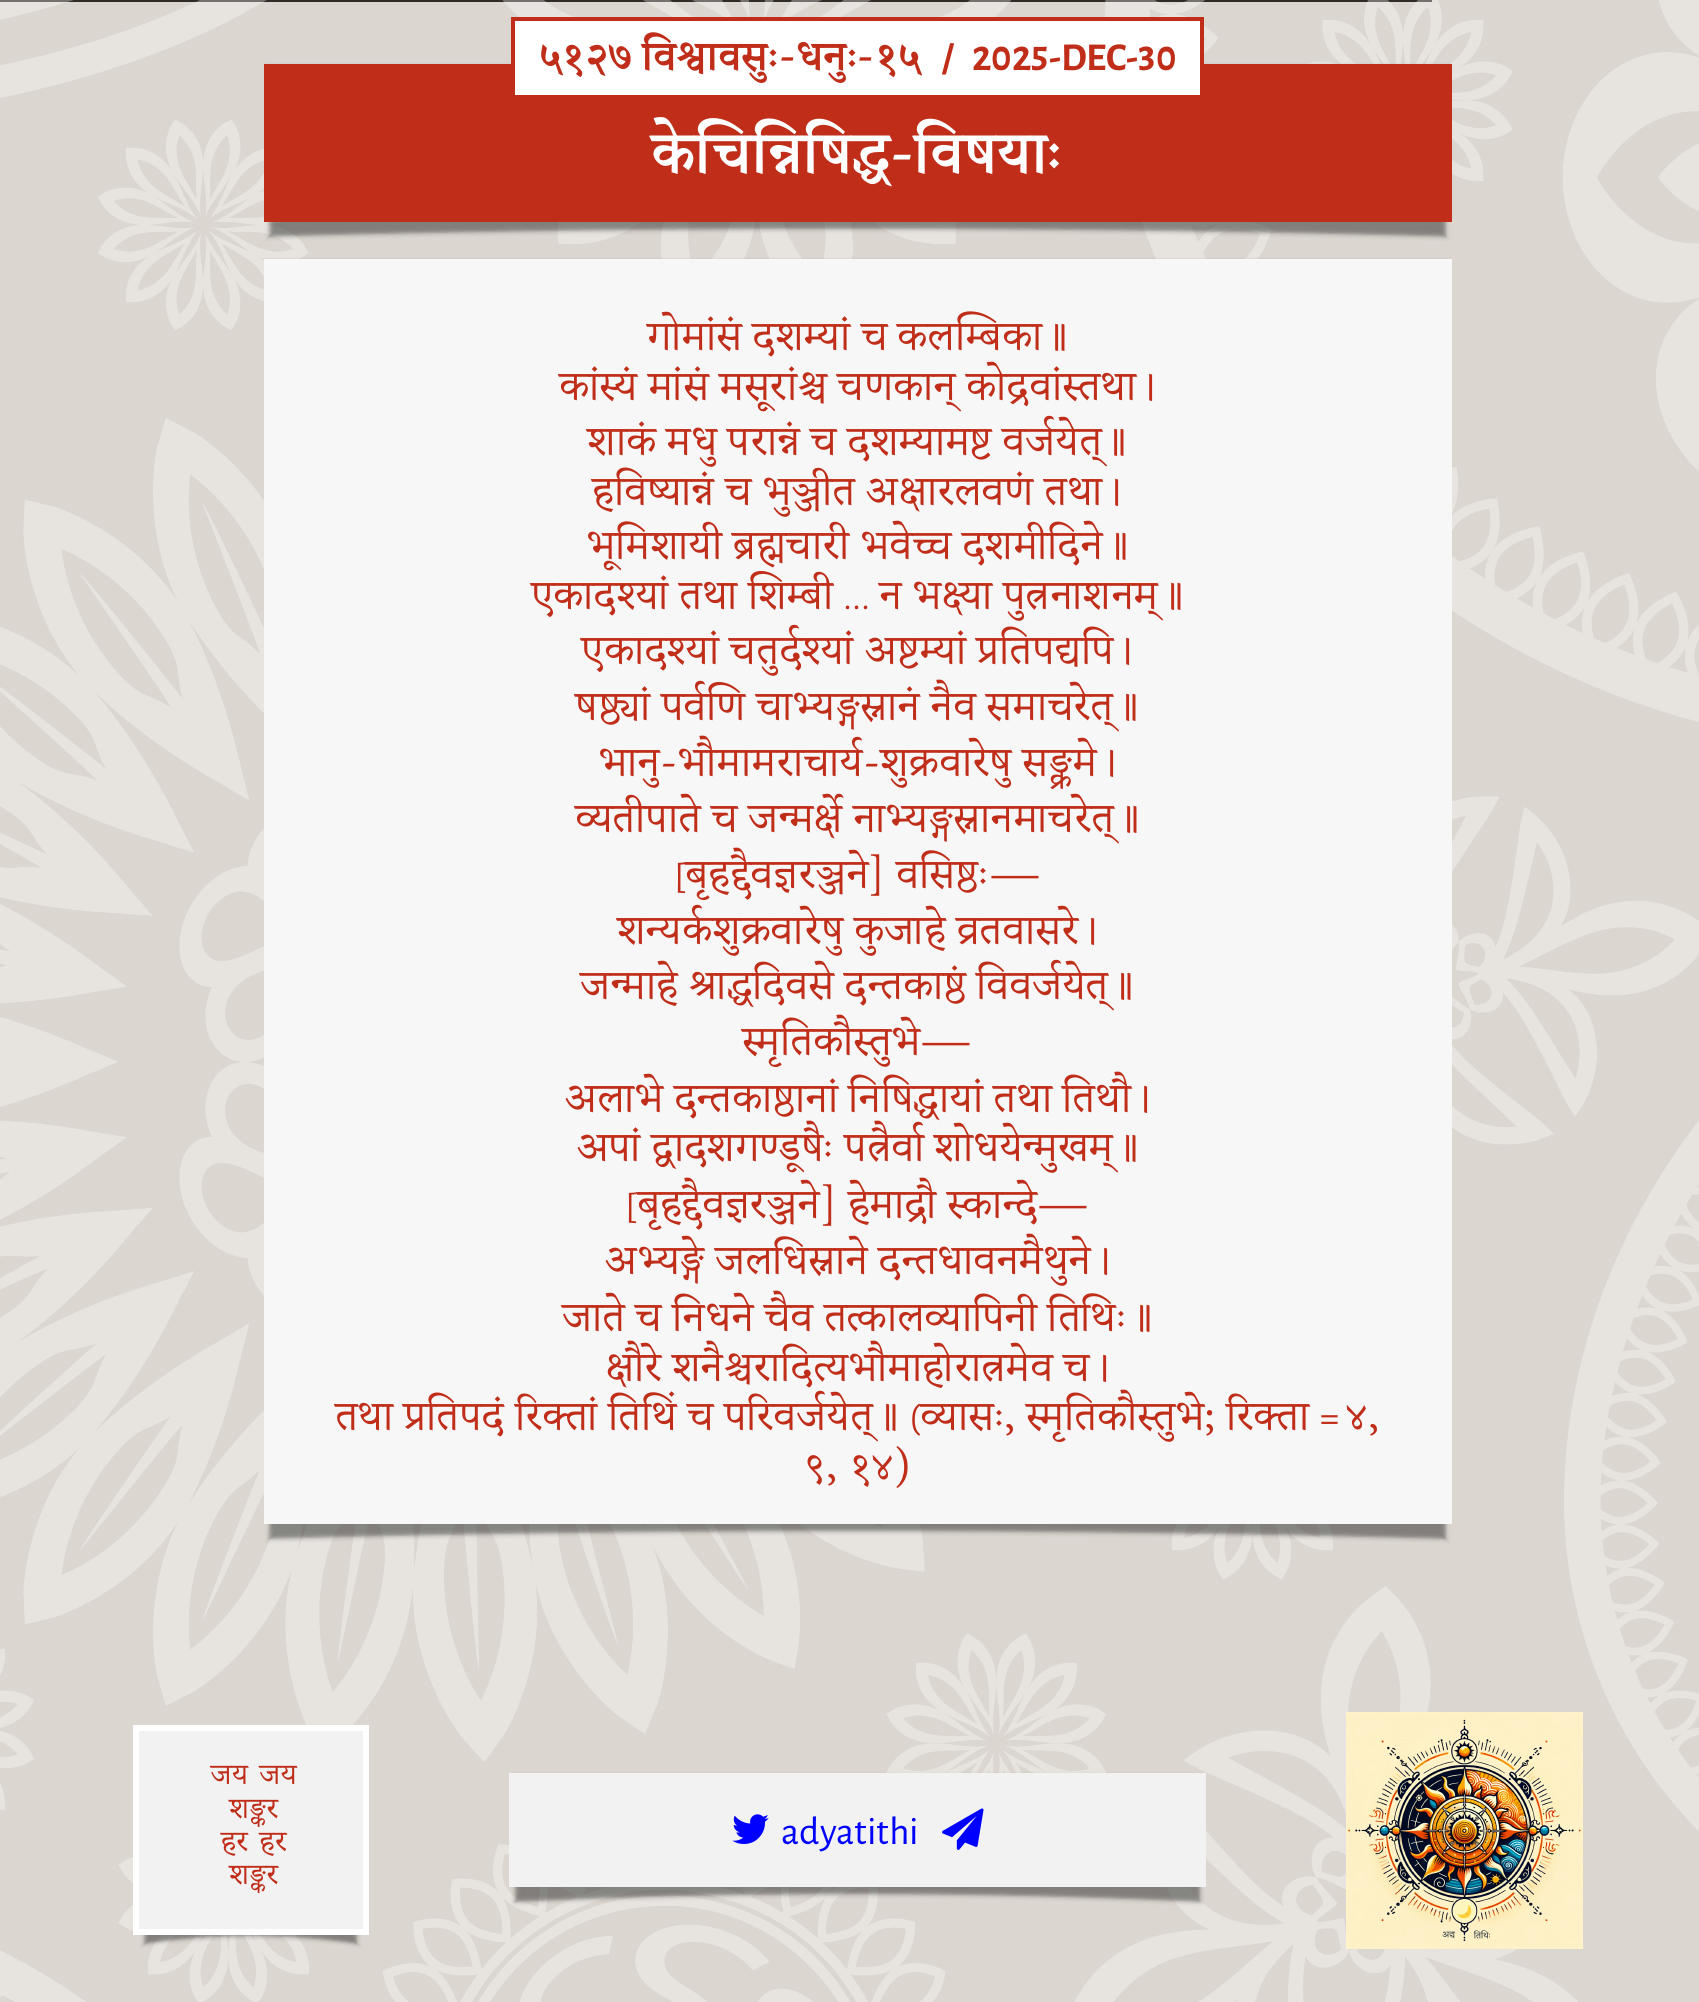 ५१२७ विश्वावसुः-धनुः-१५ / 2025-DEC-30
केचिन्निषिद्ध-विषयाः
गोमांसं दशम्यां च कलम्बिका॥
कांस्यं मांसं मसूरांश्च चणकान् कोद्रवांस्तथा।
शाकं मधु परान्नं च दशम्यामष्ट वर्जयेत्॥
हविष्यान्नं च भुञ्जीत अक्षारलवणं तथा।
भूमिशायी ब्रह्मचारी भवेच्च दशमीदिने॥
एकादश्यां तथा शिम्बी ... न भक्ष्या पुत्रनाशनम्॥
एकादश्यां चतुर्दश्यां अष्टम्यां प्रतिपद्यपि।
षष्ठ्यां पर्वणि चाभ्यङ्गस्नानं नैव समाचरेत्॥
भानु-भौमामराचार्य-शुक्रवारेषु सङ्क्रमे।
व्यतीपाते च जन्मर्क्षे नाभ्यङ्गस्नानमाचरेत्॥
[बृहद्दैवज्ञरञ्जने] वसिष्ठः—
शन्यर्कशुक्रवारेषु कुजाहे व्रतवासरे।
जन्माहे श्राद्धदिवसे दन्तकाष्ठं विवर्जयेत्॥
स्मृतिकौस्तुभे—
अलाभे दन्तकाष्ठानां निषिद्धायां तथा तिथौ।
अपां द्वादशगण्डूषैः पत्रैर्वा शोधयेन्मुखम्॥
[बृहद्दैवज्ञरञ्जने] हेमाद्रौ स्कान्दे—
अभ्यङ्गे जलधिस्नाने दन्तधावनमैथुने।
जाते च निधने चैव तत्कालव्यापिनी तिथिः॥
क्षौरे शनैश्चरादित्यभौमाहोरात्रमेव च।
तथा प्रतिपदं रिक्तां तिथिं च परिवर्जयेत्॥ (व्यासः, स्मृतिकौस्तुभे; रिक्ता = ४,
९, १४)
जय जय
शङ्कर
हर हर
शङ्कर
adyatithi
अद्य तिथिः